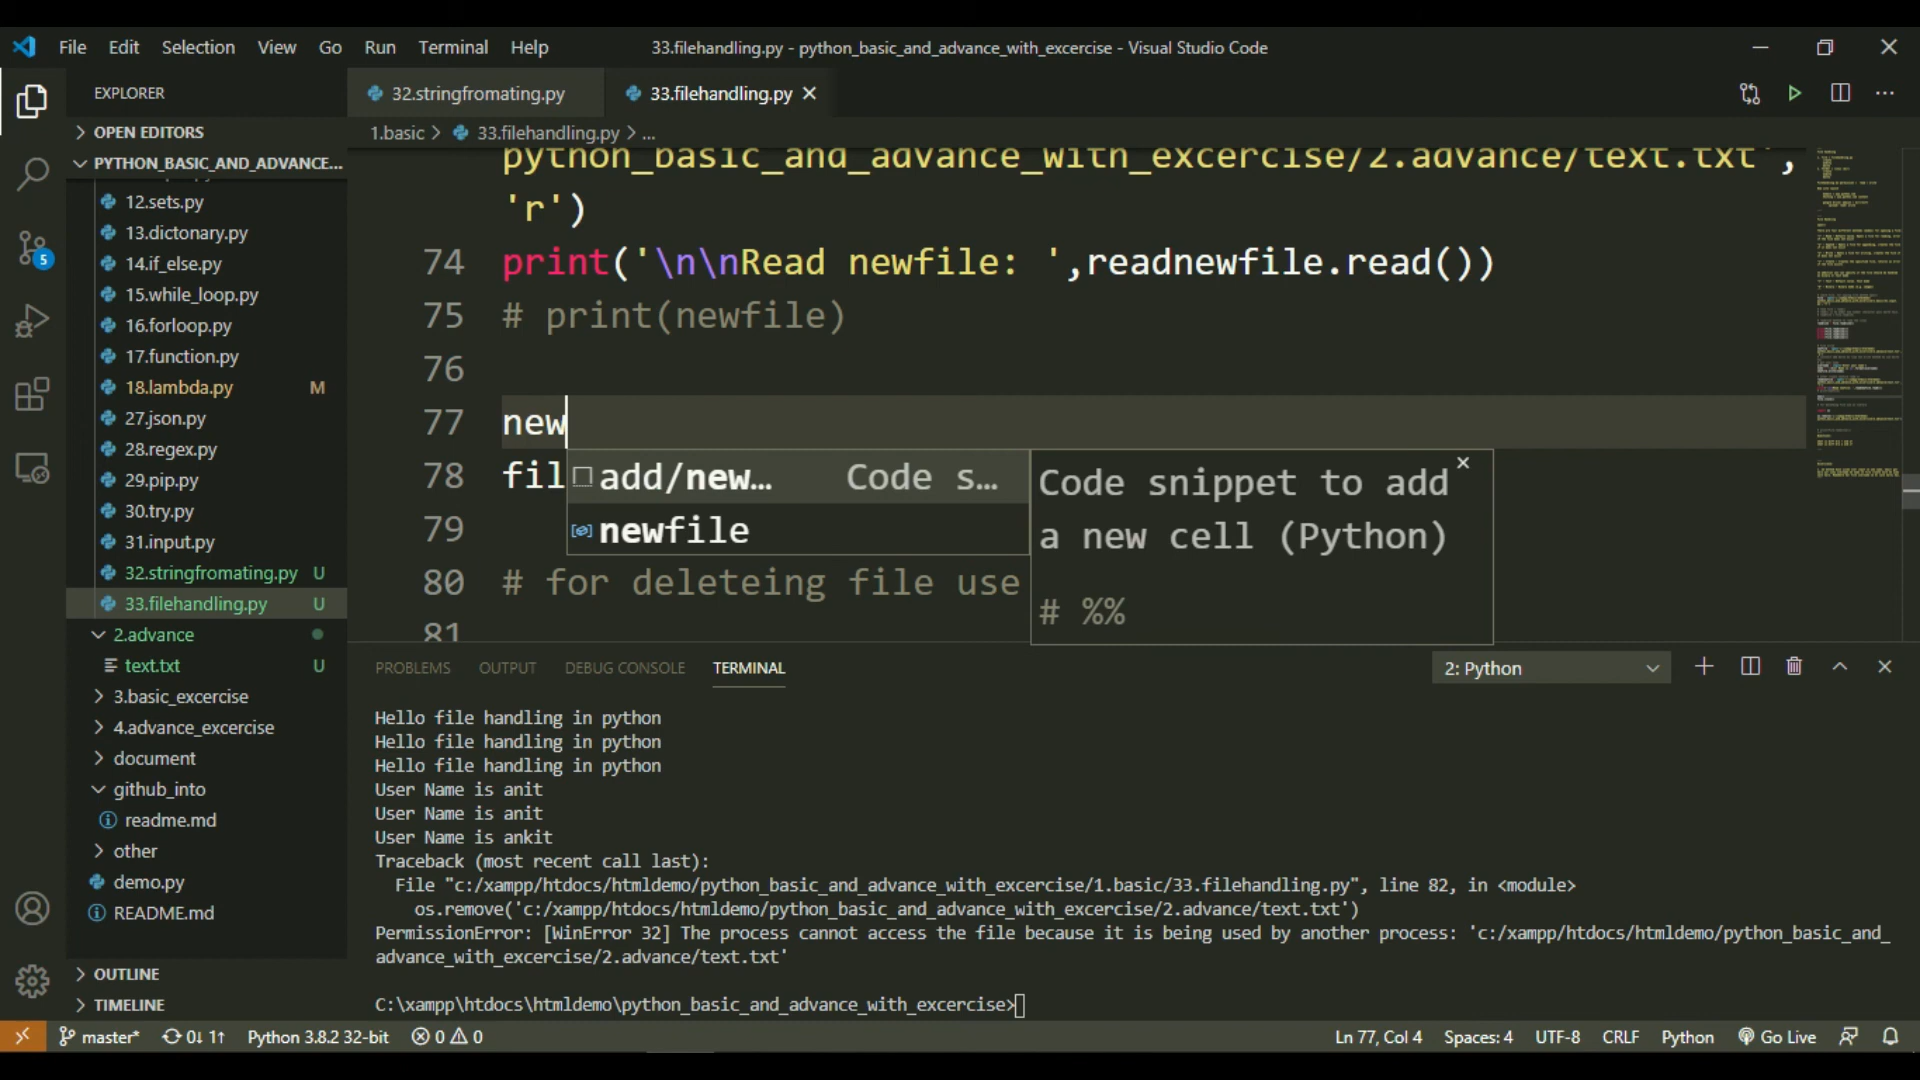 File Edit Selection View Go Run Terminal Help 33.filehandling.py - python_basic_and_advance_with_excercise - Visual Studio Code
EXPLORER
32.stringfromating.py 33.filehandling.py
OPEN EDITORS
PYTHON_BASIC_AND_ADVANCE...
1.basic > 33.filehandling.py > ...
12.sets.py
13.dictonary.py
14.if_else.py
15.while_loop.py
16.forloop.py
17.function.py
18.lambda.py M
27.json.py
28.regex.py
29.pip.py
30.try.py
31.input.py
32.stringfromating.py U
33.filehandling.py U
2.advance
text.txt U
3.basic_excercise
4.advance_excercise
document
github_into
readme.md
other
demo.py
README.md
OUTLINE
TIMELINE
5
python_basic_and_advance_with_excercise/2.advance/text.txt',
'r')
74 print('\n\nRead newfile: ',readnewfile.read())
75 # print(newfile)
76
77 new
78 fil
79
80 # for deleteing file use
81
add/new... Code s...
newfile
Code snippet to add
a new cell (Python)
# %%
PROBLEMS OUTPUT DEBUG CONSOLE TERMINAL 2: Python
Hello file handling in python
Hello file handling in python
Hello file handling in python
User Name is anit
User Name is anit
User Name is ankit
Traceback (most recent call last):
File "c:/xampp/htdocs/htmldemo/python_basic_and_advance_with_excercise/1.basic/33.filehandling.py", line 82, in <module>
os.remove('c:/xampp/htdocs/htmldemo/python_basic_and_advance_with_excercise/2.advance/text.txt')
PermissionError: [WinError 32] The process cannot access the file because it is being used by another process: 'c:/xampp/htdocs/htmldemo/python_basic_and_
advance_with_excercise/2.advance/text.txt'
C:\xampp\htdocs\htmldemo\python_basic_and_advance_with_excercise>
master* 0↓ 1↑ Python 3.8.2 32-bit 0 0 Ln 77, Col 4 Spaces: 4 UTF-8 CRLF Python Go Live